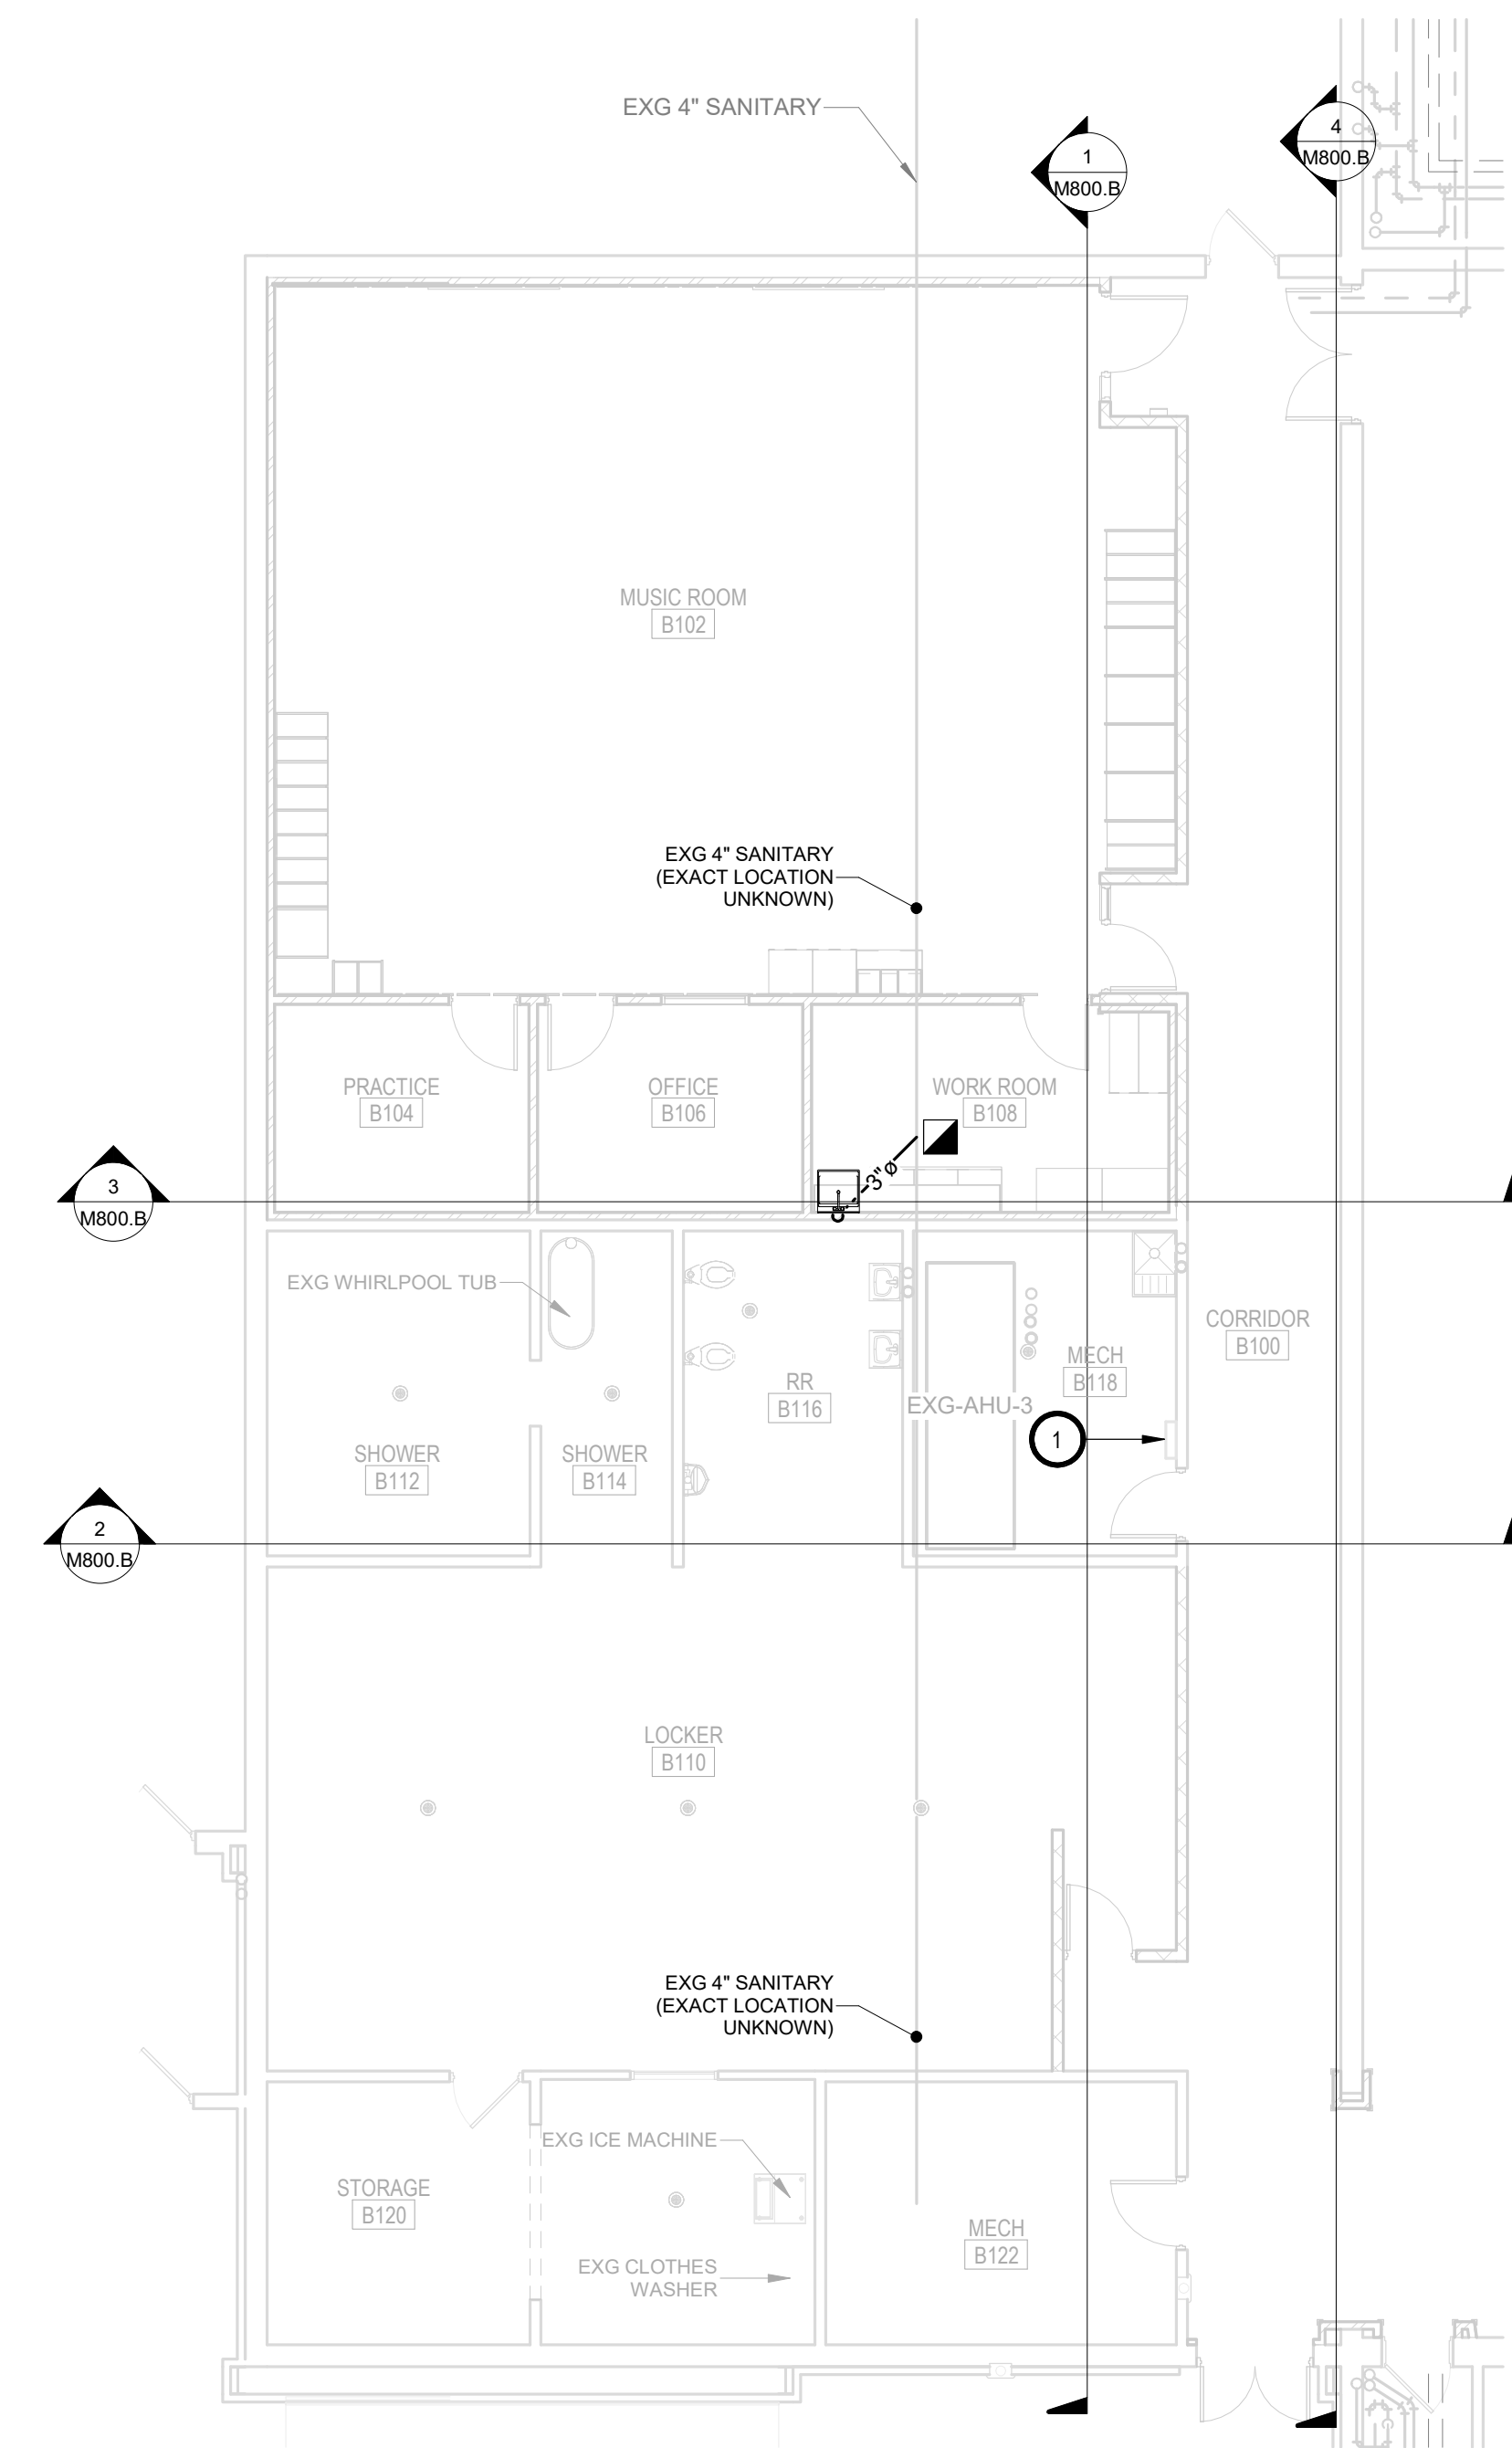 EXG 4" SANITARY
4
M800.B
1
M800.B
MUSIC ROOM
B102
EXG 4" SANITARY
(EXACT LOCATION
UNKNOWN)
PRACTICE
B104
OFFICE
B106
WORK ROOM
B108
3"ø
3
M800.B
EXG WHIRLPOOL TUB
CORRIDOR
B100
MECH
B118
RR
B116
EXG-AHU-3
1
SHOWER
B112
SHOWER
B114
2
M800.B
LOCKER
B110
EXG 4" SANITARY
(EXACT LOCATION
UNKNOWN)
EXG ICE MACHINE
STORAGE
B120
MECH
B122
EXG CLOTHES
WASHER